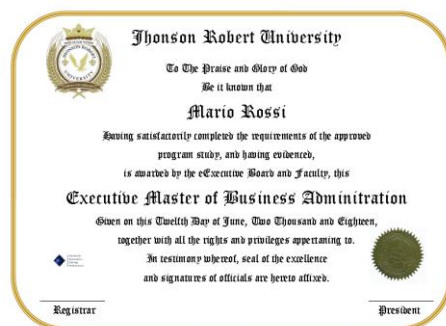 Jhonson Robert University
To The Praise and Glory of God
Be it known that
Mario Rossi
Having satisfactorily completed the requirements of the approved
program study, and having evidenced,
is awarded by the eExecutive Board and Faculty, this
Executive Master of Business Adminitration
Given on this Twelfth Day of June, Two Thousand and Eighteen,
together with all the rights and privileges appertaning to.
In testimony whereof, seal of the excellence
and signatures of officials are hereto affixed.
Registrar
President
JHONSON ROBERT
UNIVERSITY